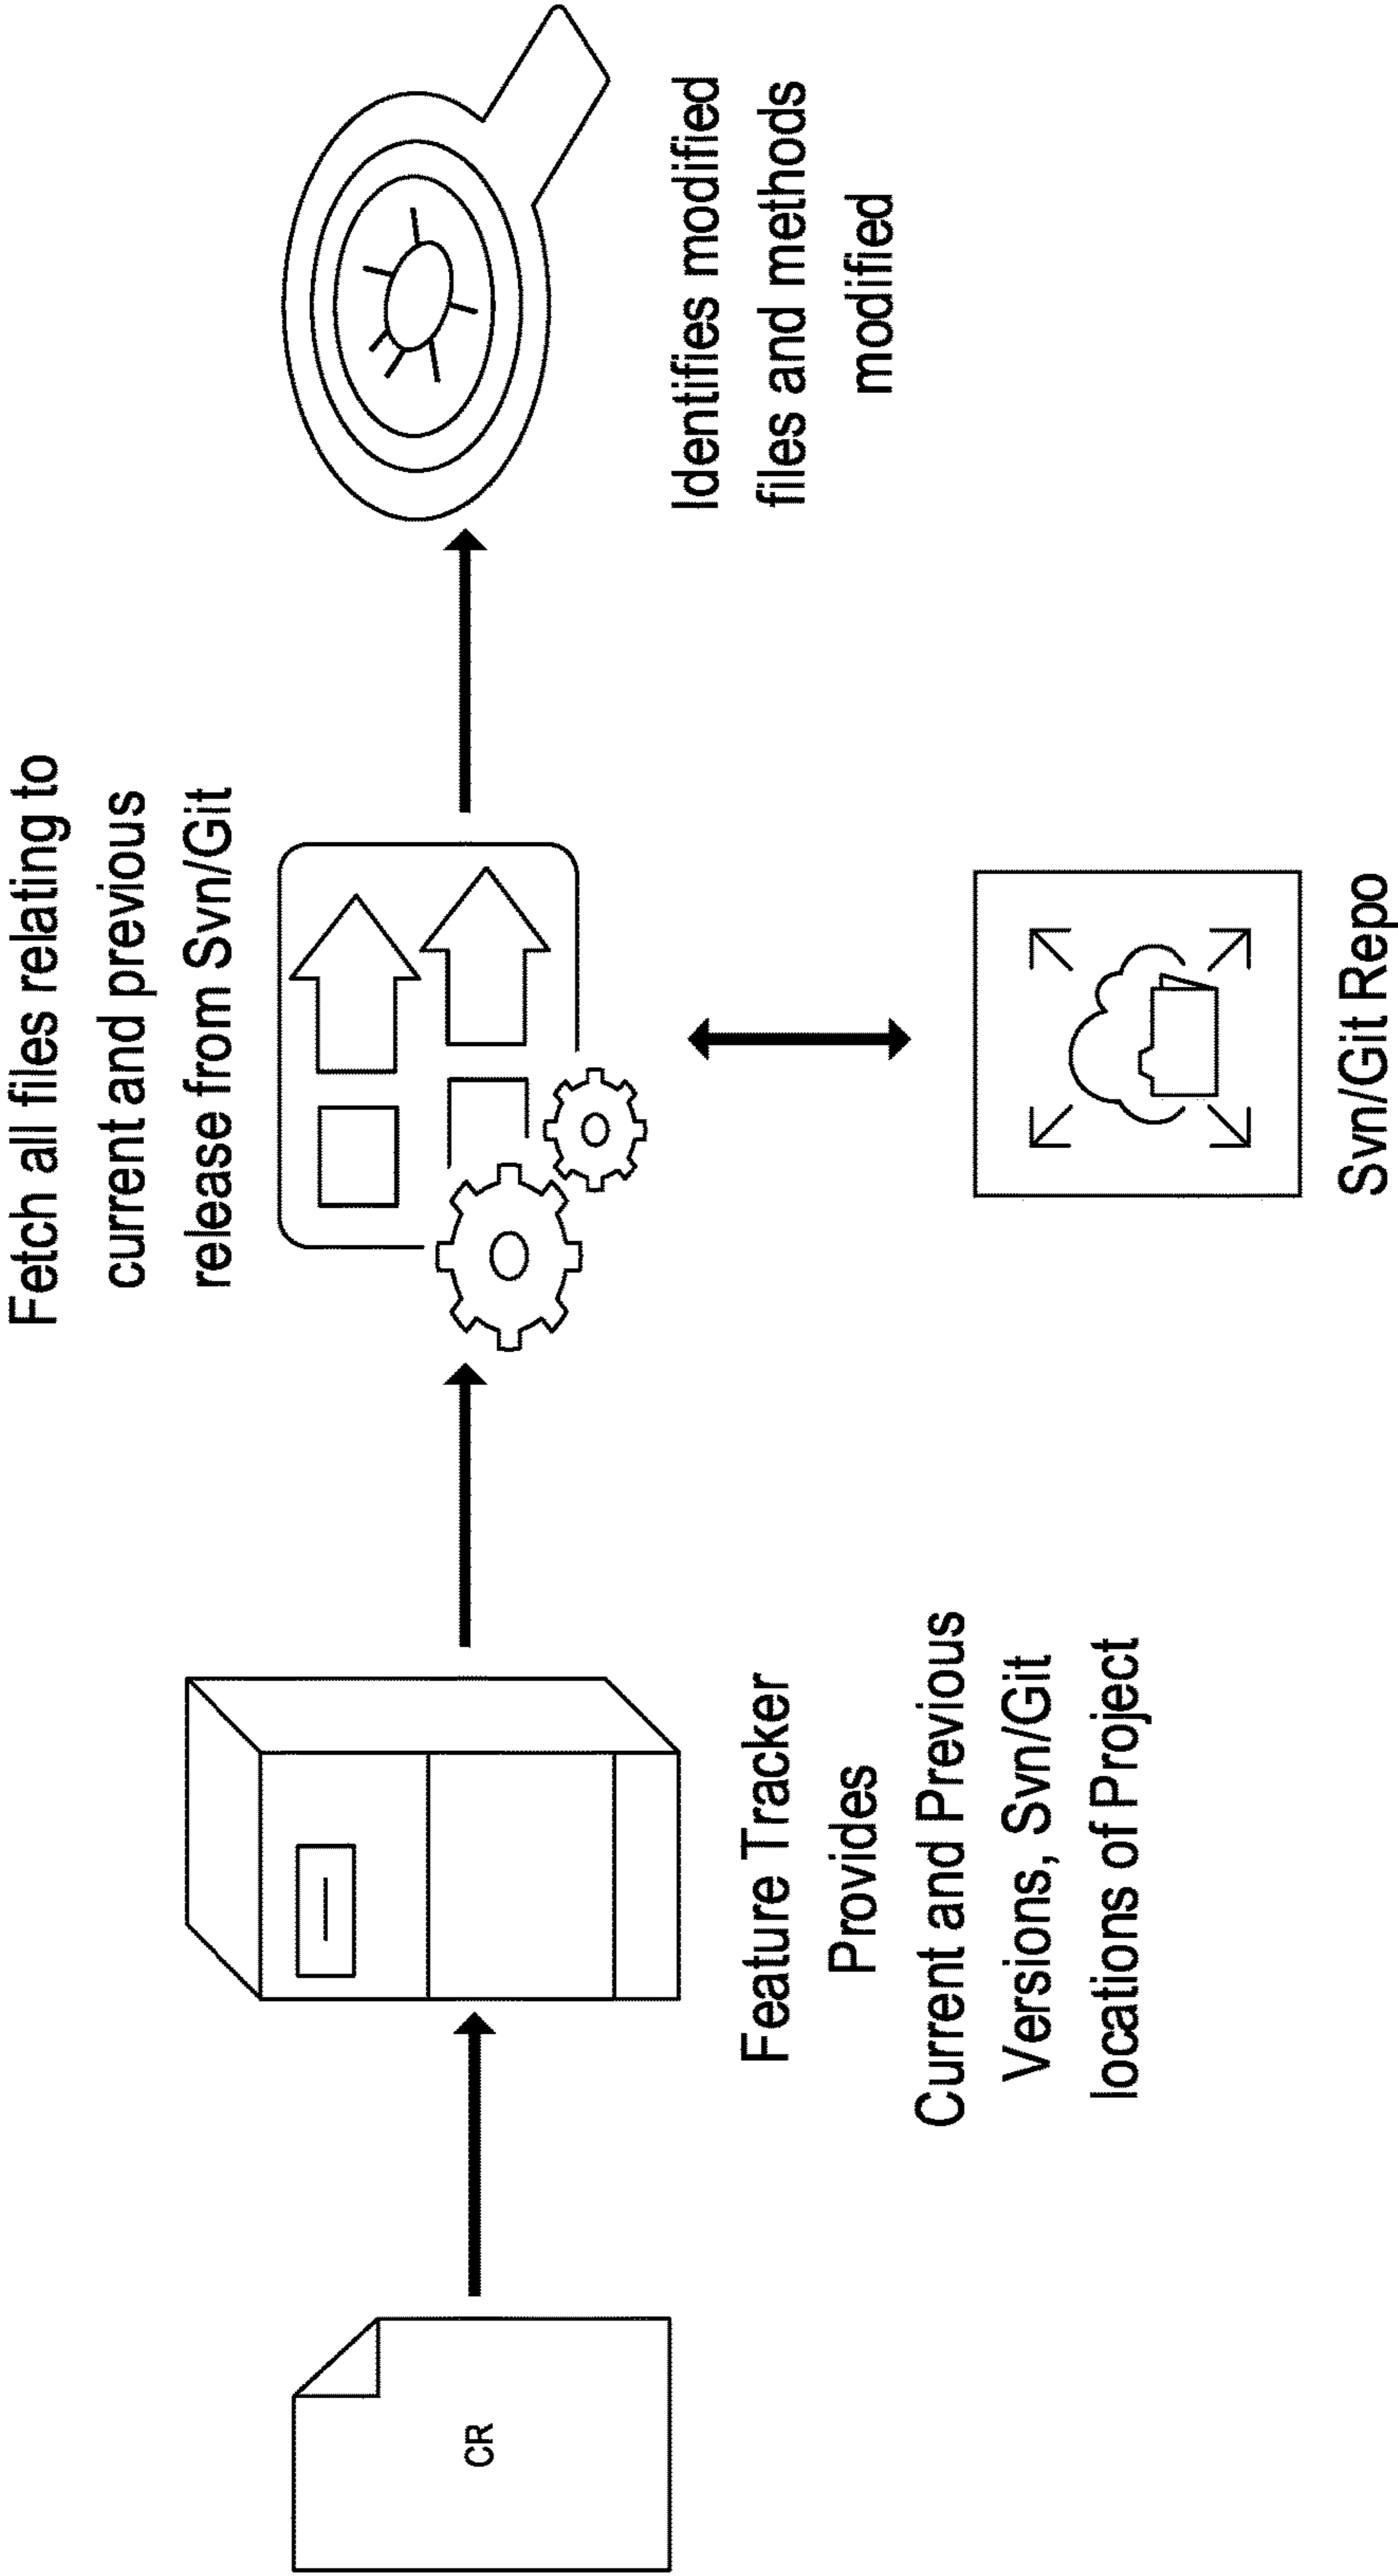 CR
Feature Tracker
Provides
Current and Previous
Versions, Svn/Git
locations of Project
Fetch all files relating to
current and previous
release from Svn/Git
Svn/Git Repo
Identifies modified
files and methods
modified